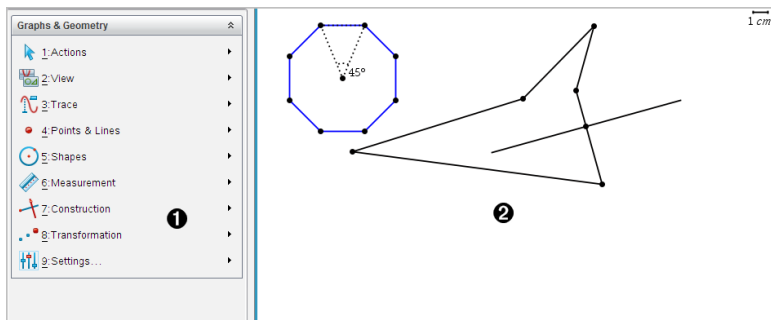 Graphs & Geometry
1:Actions
2:View
3:Trace
4:Points & Lines
5:Shapes
6:Measurement
7:Construction
8:Transformation
9:Settings...
❶
45°
❷
1 cm